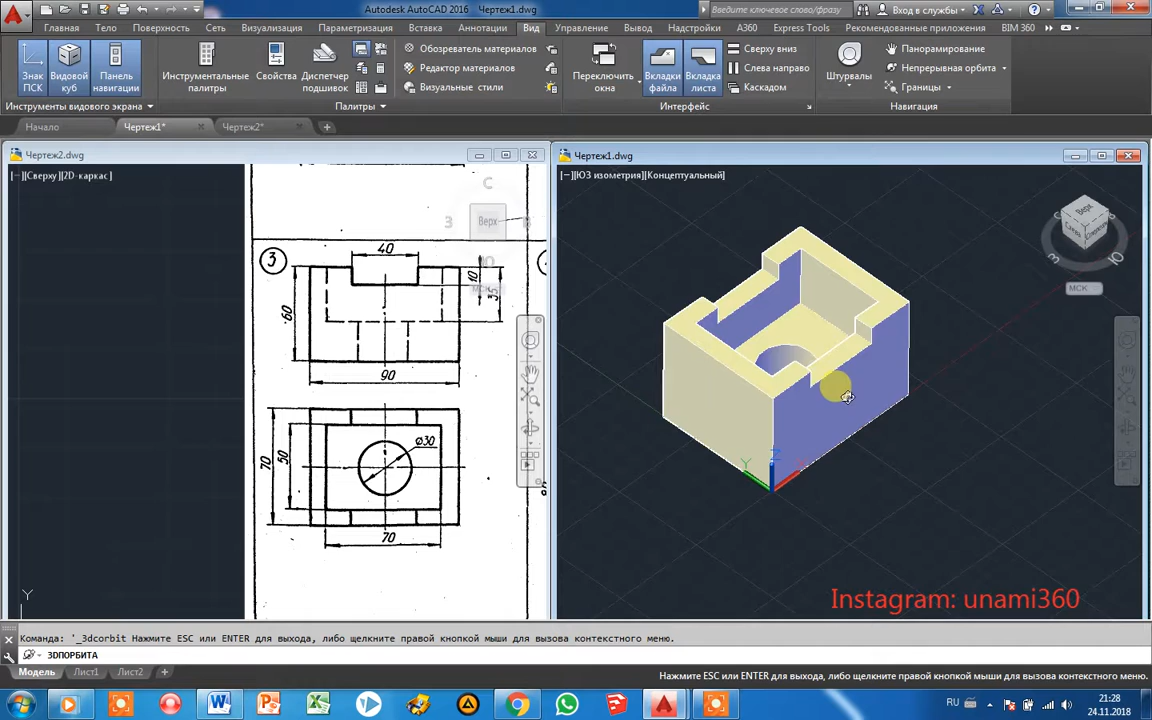 Autodesk AutoCAD 2016    Чертеж1.dwg
Введите ключевое слово/фразу
Вход в службы
Главная Тело Поверхность Сеть Визуализация Параметризация Вставка Аннотации Вид Управление Вывод Надстройки A360 Express Tools Рекомендованные приложения BIM 360
Знак ПСК
Видовой куб
Панель навигации
Инструментальные палитры
Свойства
Диспетчер подшивок
Обозреватель материалов
Редактор материалов
Визуальные стили
Переключить окна
Вкладки файла
Вкладка листа
Сверху вниз
Слева направо
Каскадом
Штурвалы
Панорамирование
Непрерывная орбита
Границы
Инструменты видового экрана
Палитры
Интерфейс
Навигация
Начало
Чертеж1*
Чертеж2*
Чертеж2.dwg
[−][Сверху][2D-каркас]
С
З
Верх
В
Ю
МСК
3
40
60
10
35
90
70
50
⌀30
70
Y
Чертеж1.dwg
[−][ЮЗ изометрия][Концептуальный]
Верх
З
Ю
МСК
Z
Y
Instagram: unami360
Команда: '_3dcorbit Нажмите ESC или ENTER для выхода, либо щелкните правой кнопкой мыши для вызова контекстного меню.
3DПОРБИТА
Модель Лист1 Лист2 +
Нажмите ESC или ENTER для выхода, либо щелкните правой кнопкой мыши для вызова контекстного меню.
RU
21:28
24.11.2018